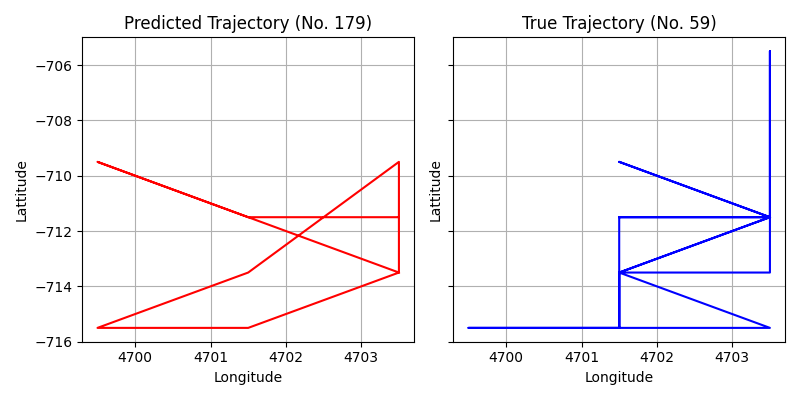 Predicted Trajectory (No. 179)
True Trajectory (No. 59)
Lattitude
−706
−708
−710
−712
−714
−716
4700
4701
4702
4703
Longitude
Lattitude
4700
4701
4702
4703
Longitude